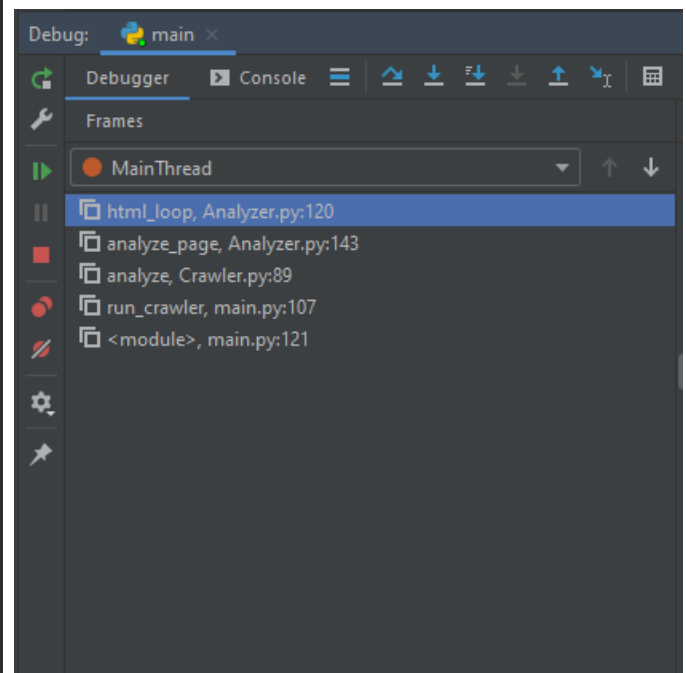 Debug: main
Debugger Console
Frames
MainThread
html_loop, Analyzer.py:120
analyze_page, Analyzer.py:143
analyze, Crawler.py:89
run_crawler, main.py:107
<module>, main.py:121